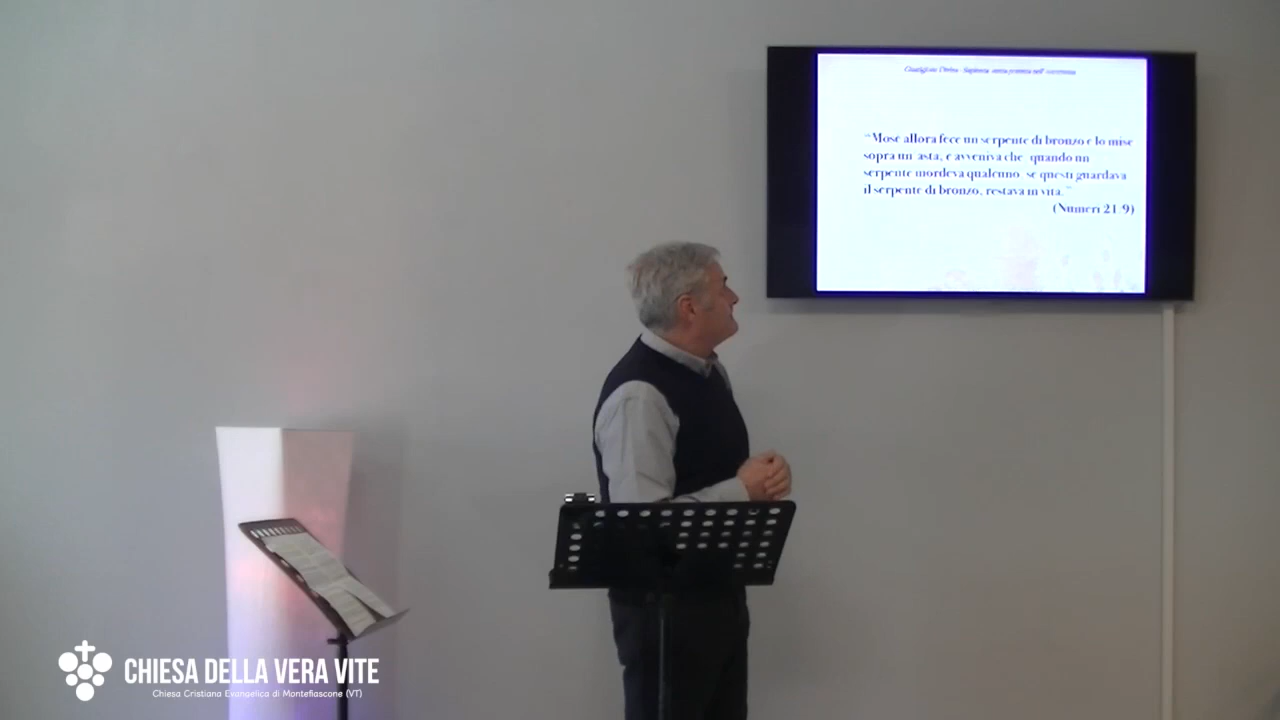 "Mosè allora fece un serpente di bronzo e lo mise
sopra un'asta; e avveniva che, quando un
serpente mordeva qualcuno, se questi guardava
il serpente di bronzo, restava in vita."
(Numeri 21:9)
CHIESA DELLA VERA VITE
Chiesa Cristiana Evangelica di Montefiascone (VT)